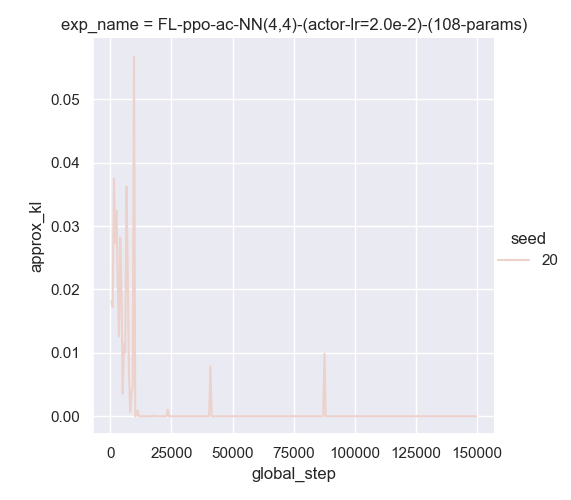 exp_name = FL-ppo-ac-NN(4,4)-(actor-lr=2.0e-2)-(108-params)
0.05
0.04
0.03
0.02
0.01
0.00
approx_kl
seed
20
0 25000 50000 75000 100000 125000 150000
global_step